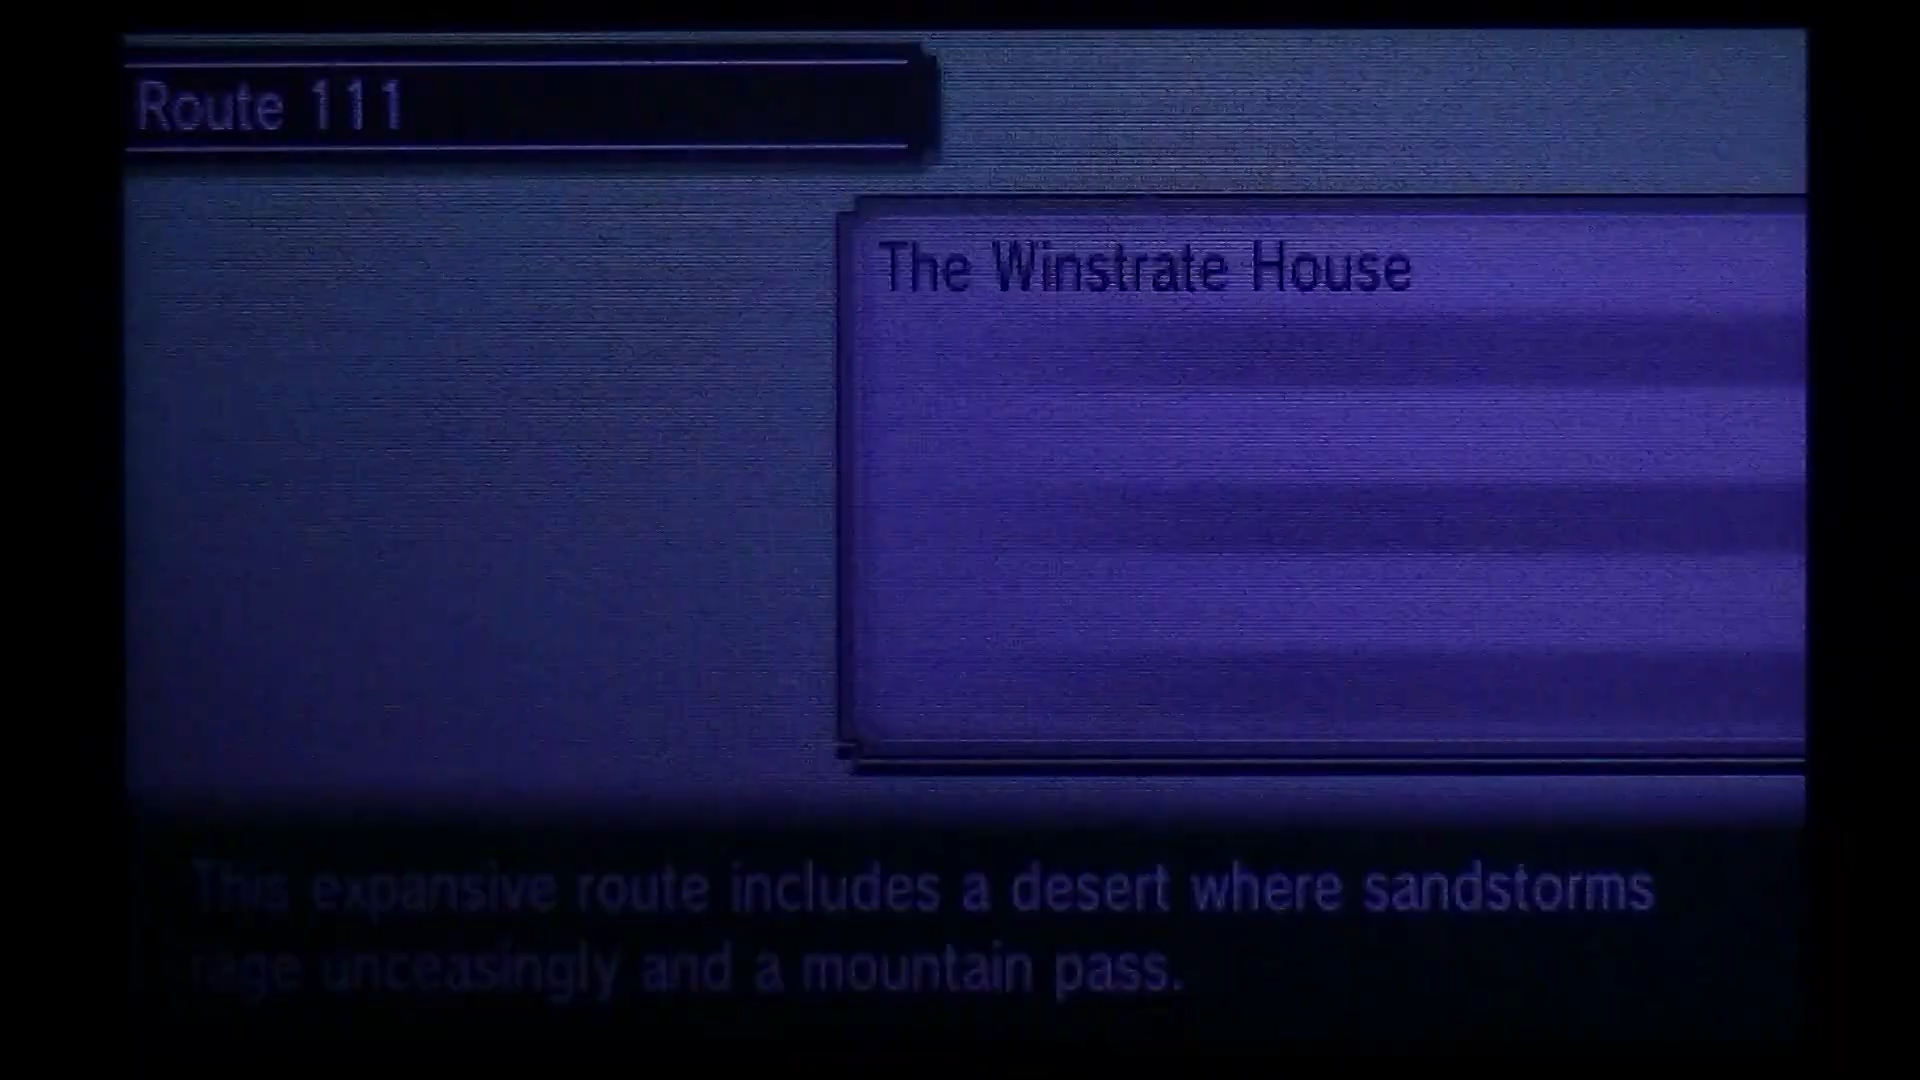 Route 111
The Winstrate House
This expansive route includes a desert where sandstorms
rage unceasingly and a mountain pass.